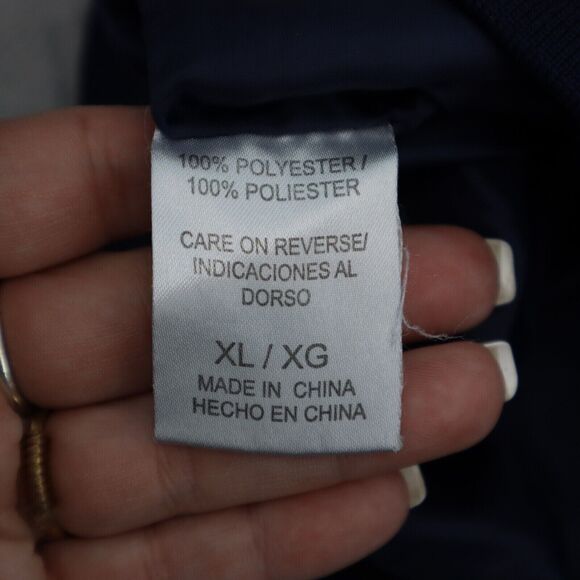 100% POLYESTER /
100% POLIESTER
CARE ON REVERSE/
INDICACIONES AL
DORSO
XL / XG
MADE IN CHINA
HECHO EN CHINA